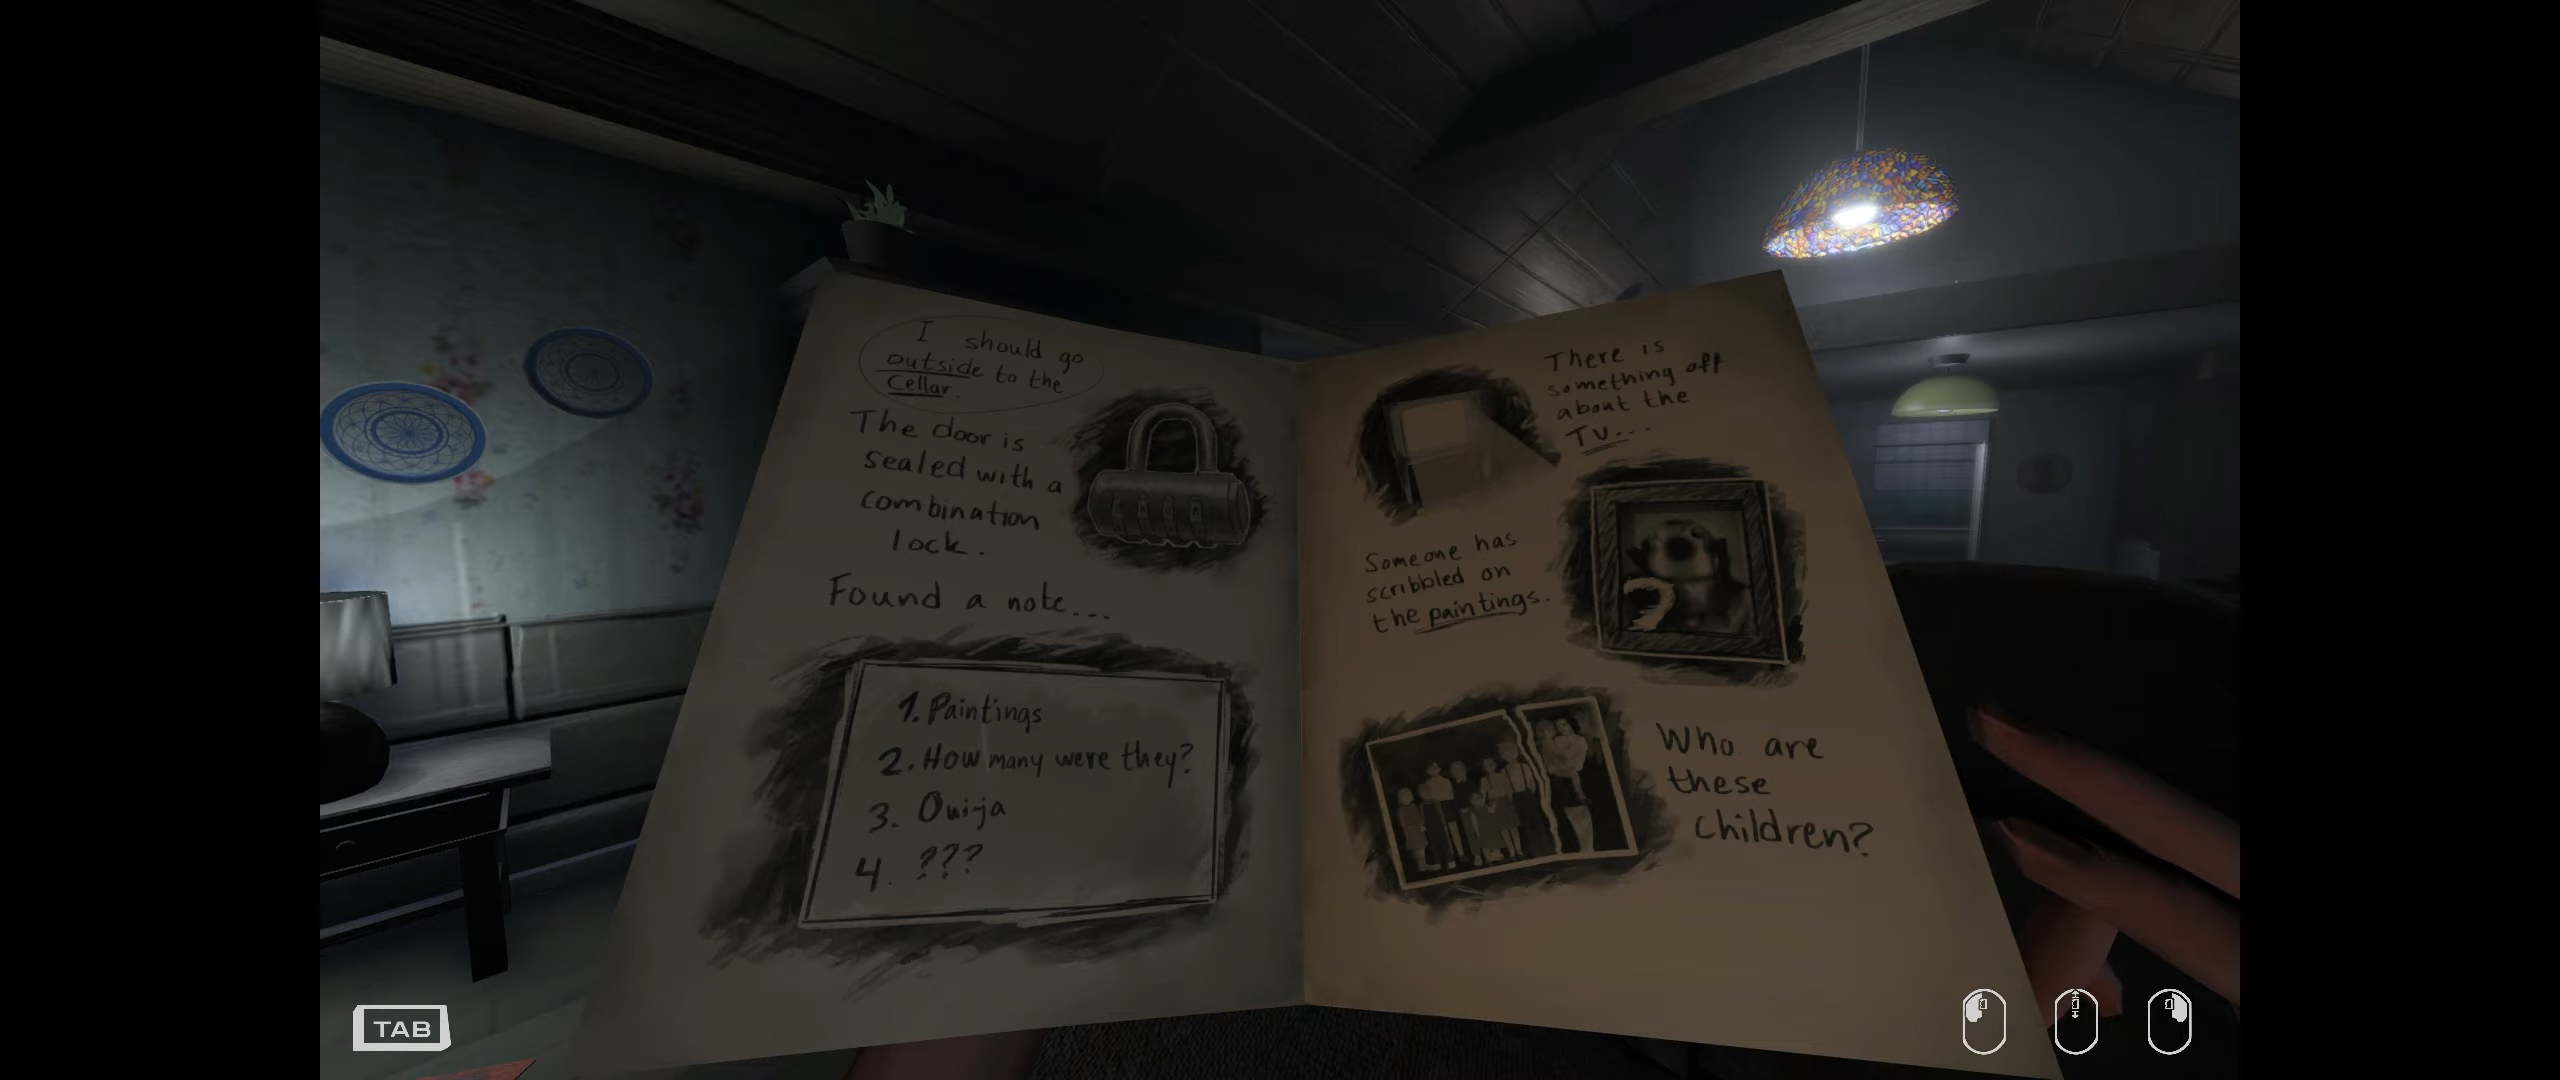 I should go
outside to the
Cellar.
The door is
sealed with a
combination
lock.
Found a note...
1. Paintings
2. How many were they?
3. Ouija
4. ???
There is
something off
about the
TV...
Someone has
scribbled on
the paintings.
Who are
these
children?
TAB